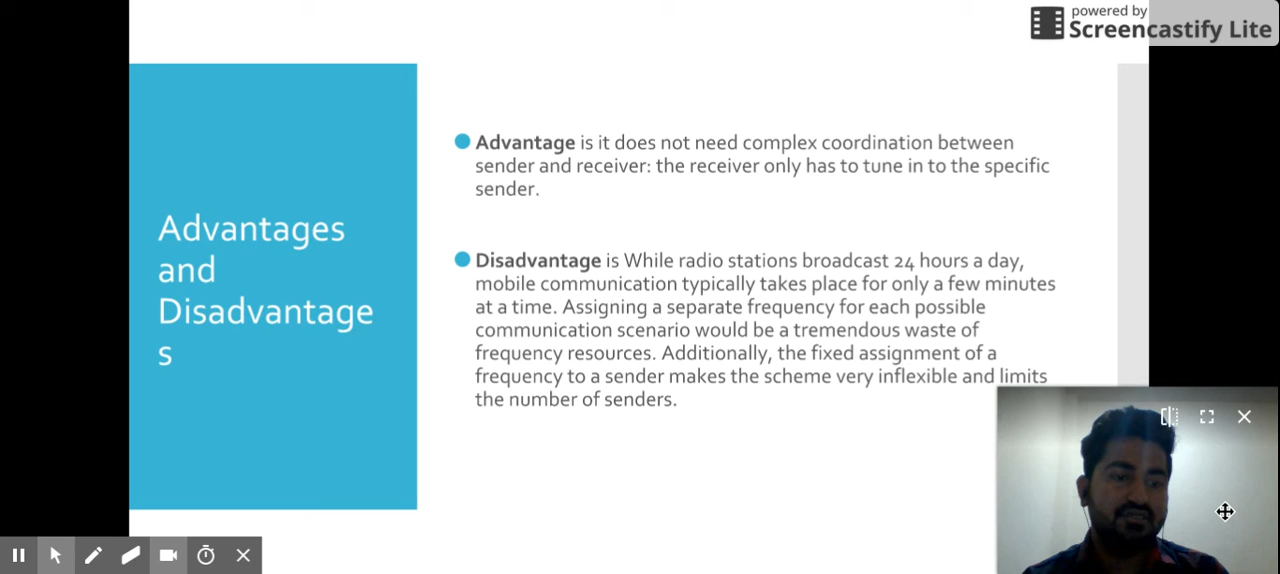 powered by
Screencastify Lite
Advantages
and
Disadvantage
s
Advantage is it does not need complex coordination between
sender and receiver: the receiver only has to tune in to the specific
sender.
Disadvantage is While radio stations broadcast 24 hours a day,
mobile communication typically takes place for only a few minutes
at a time. Assigning a separate frequency for each possible
communication scenario would be a tremendous waste of
frequency resources. Additionally, the fixed assignment of a
frequency to a sender makes the scheme very inflexible and limits
the number of senders.